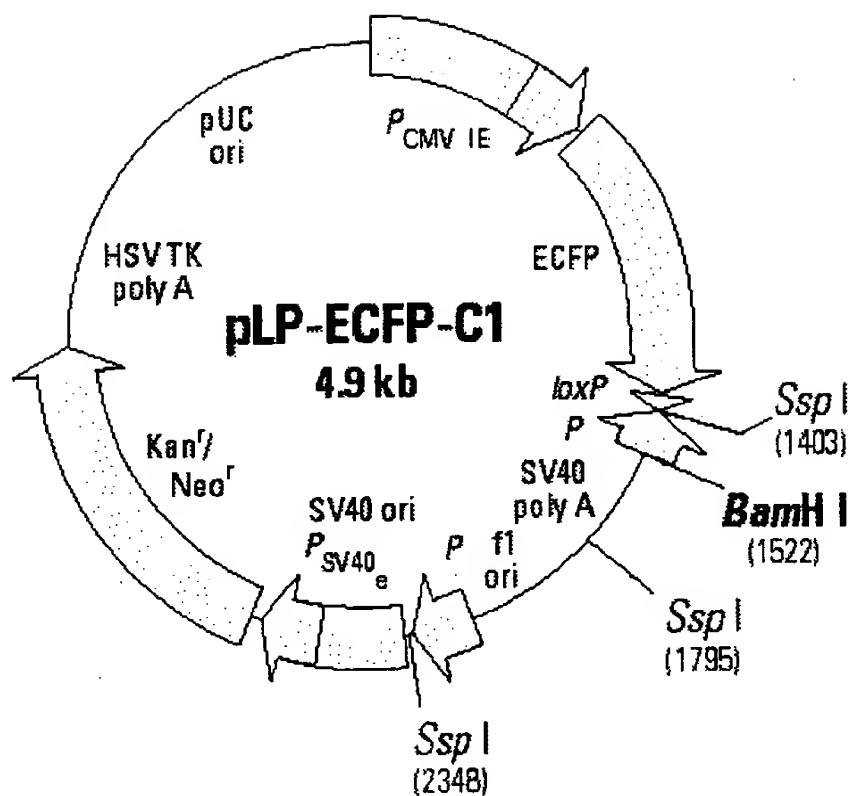 pUC
ori
P CMV IE
HSV TK
poly A
ECFP
pLP-ECFP-C1
4.9 kb
loxP
P
Ssp I
(1403)
Kanr/
Neor
SV40 ori
P SV40 e
SV40
poly A
BamH I
(1522)
P
f1
ori
Ssp I
(1795)
Ssp I
(2348)